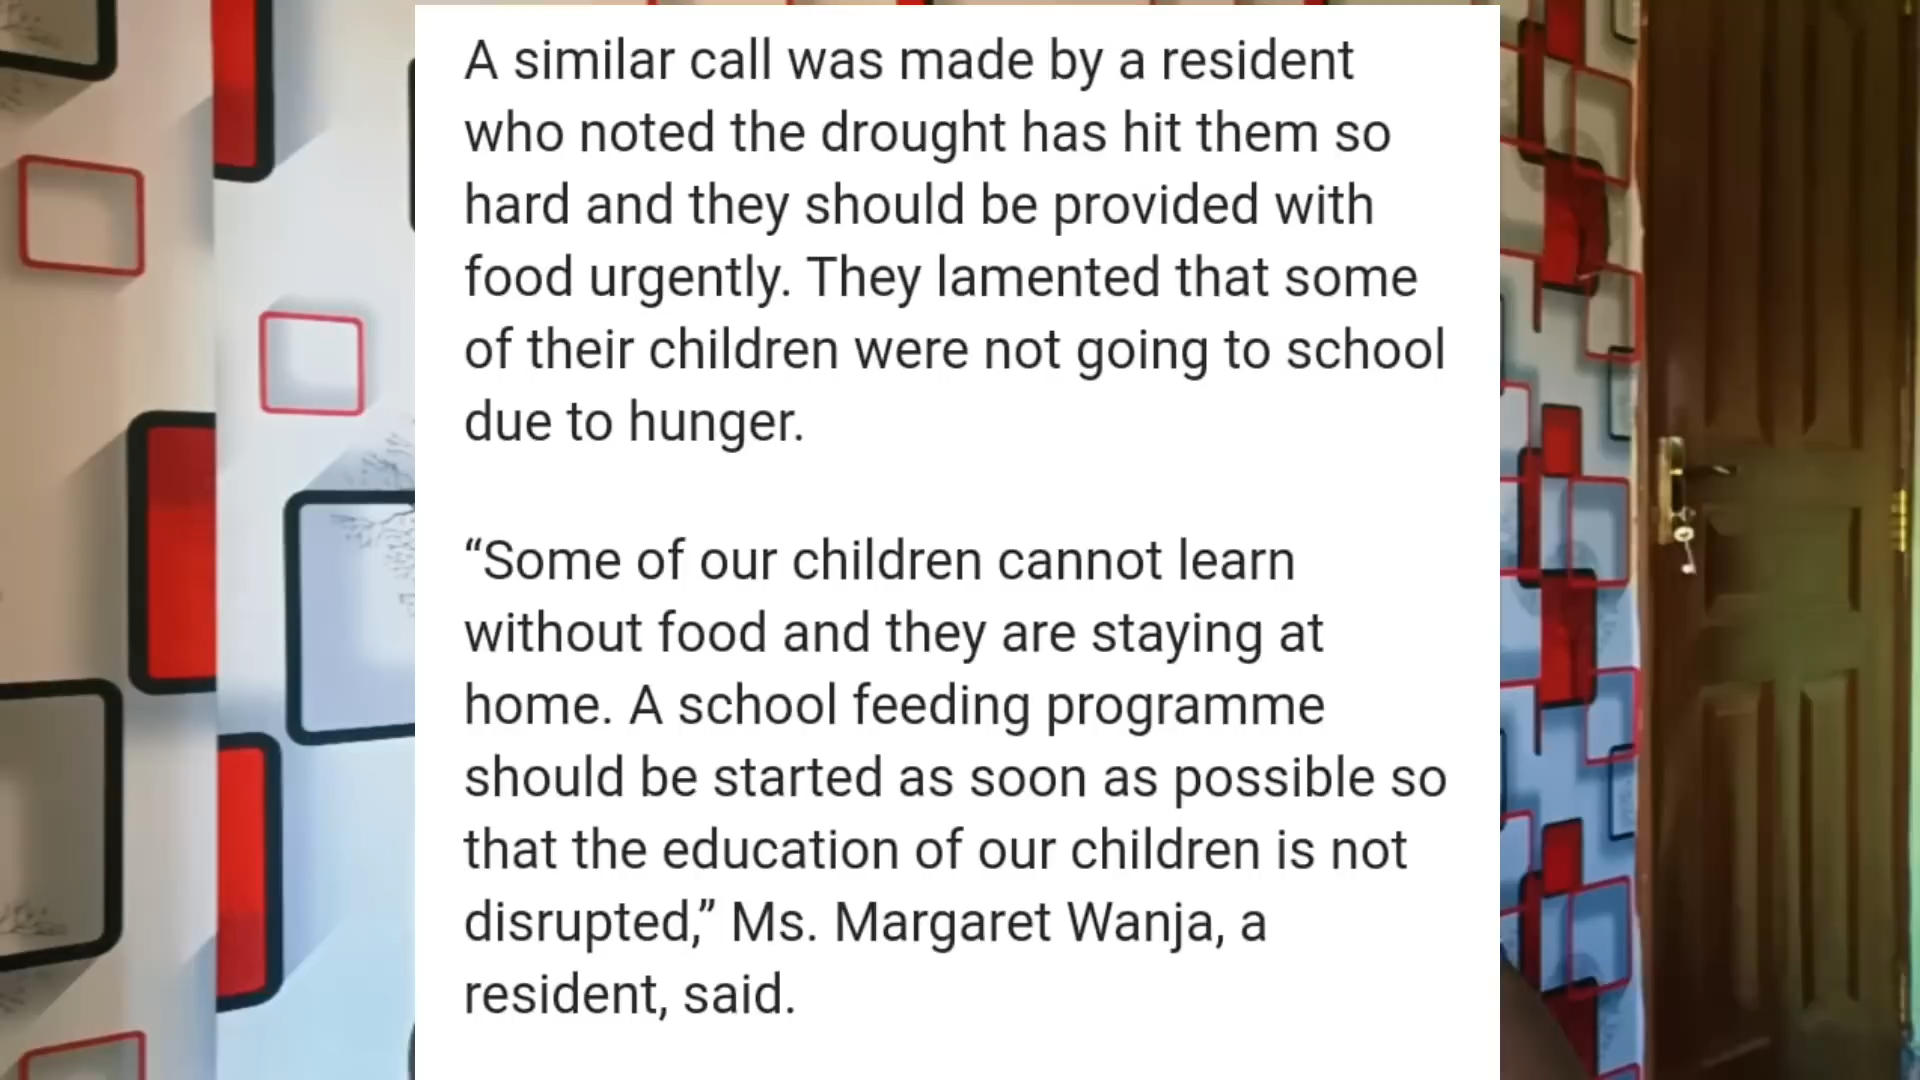 A similar call was made by a resident
who noted the drought has hit them so
hard and they should be provided with
food urgently. They lamented that some
of their children were not going to school
due to hunger.
“Some of our children cannot learn
without food and they are staying at
home. A school feeding programme
should be started as soon as possible so
that the education of our children is not
disrupted,” Ms. Margaret Wanja, a
resident, said.